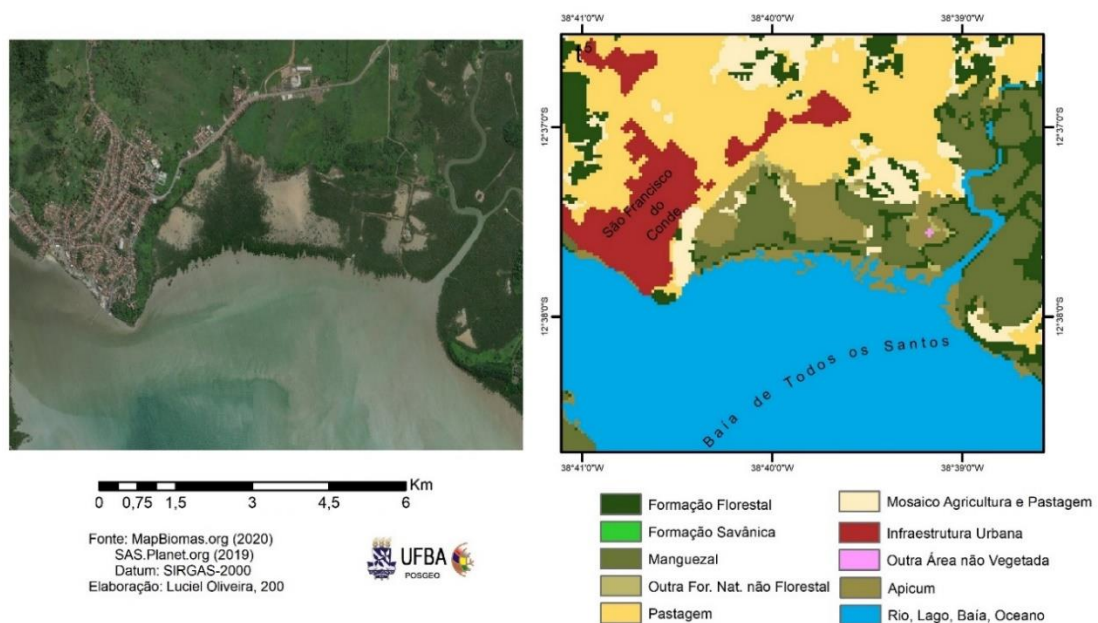 38°41'0"W
38°40'0"W
38°39'0"W
t5
12°37'0"S
12°37'0"S
São Francisco
do
Conde
12°38'0"S
12°38'0"S
Baía de Todos os Santos
38°41'0"W
38°40'0"W
38°39'0"W
Km
0 0,75 1,5 3 4,5 6
Fonte: MapBiomas.org (2020)
SAS.Planet.org (2019)
Datum: SIRGAS-2000
Elaboração: Luciel Oliveira, 200
UFBA
POSGEO
Formação Florestal
Formação Savânica
Manguezal
Outra For. Nat. não Florestal
Pastagem
Mosaico Agricultura e Pastagem
Infraestrutura Urbana
Outra Área não Vegetada
Apicum
Rio, Lago, Baía, Oceano